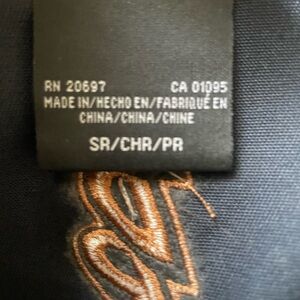 RN 20697 CA 01095
MADE IN/HECHO EN/FABRIQUÉ EN
CHINA/CHINA/CHINE
SR/CHR/PR